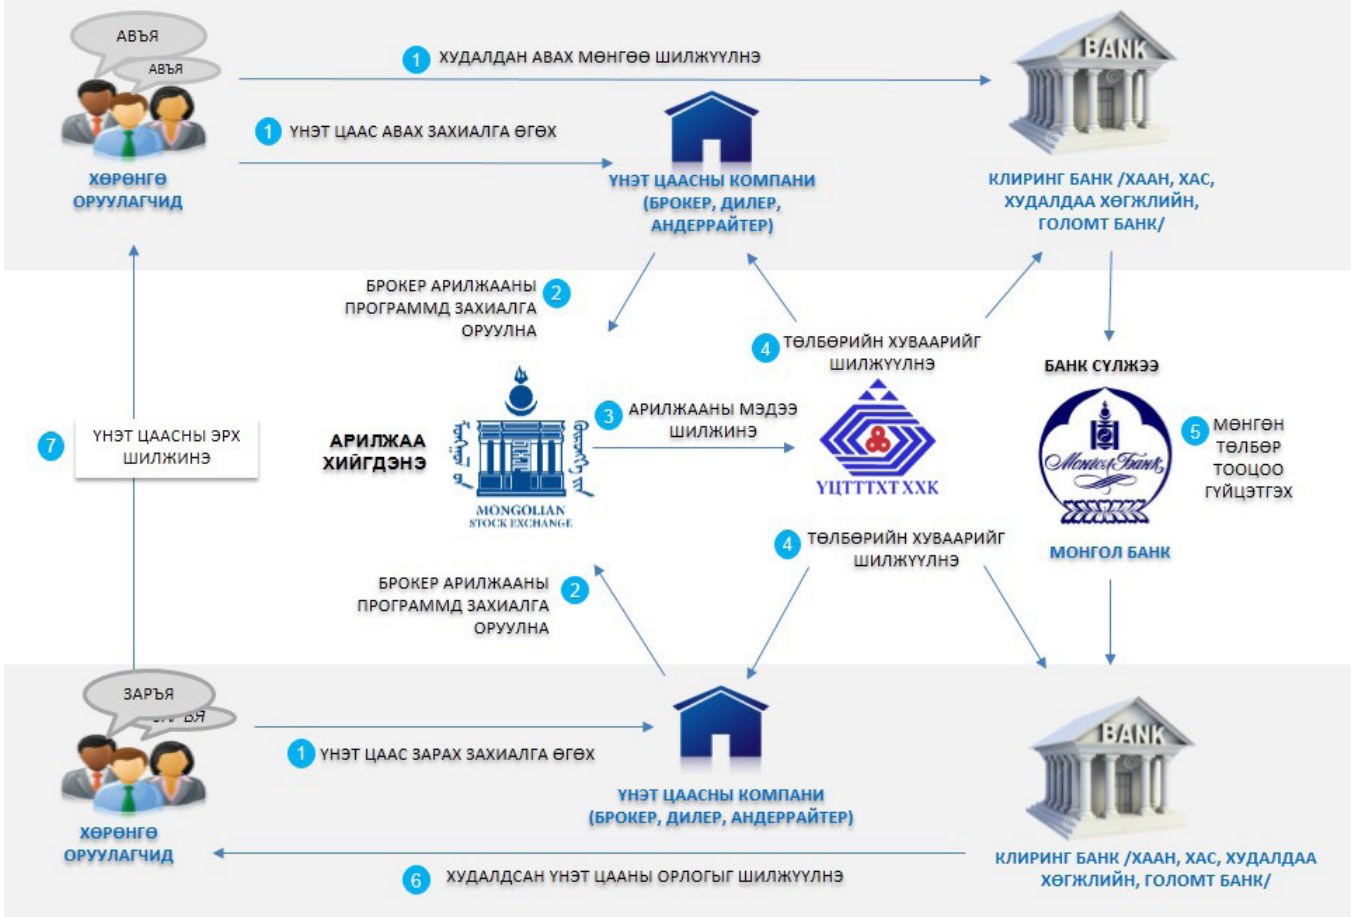 АВЪЯ
АВЪЯ
1 ХУДАЛДАН АВАХ МӨНГӨӨ ШИЛЖҮҮЛНЭ
BANK
1 ҮНЭТ ЦААС АВАХ ЗАХИАЛГА ӨГӨХ
ХӨРӨНГӨ
ОРУУЛАГЧИД
ҮНЭТ ЦААСНЫ КОМПАНИ
(БРОКЕР, ДИЛЕР,
АНДЕРРАЙТЕР)
КЛИРИНГ БАНК /ХААН, ХАС,
ХУДАЛДАА ХӨГЖЛИЙН,
ГОЛОМТ БАНК/
БРОКЕР АРИЛЖААНЫ
ПРОГРАММД ЗАХИАЛГА
ОРУУЛНА
2
4 ТӨЛБӨРИЙН ХУВААРИЙГ
ШИЛЖҮҮЛНЭ
БАНК СҮЛЖЭЭ
7 ҮНЭТ ЦААСНЫ ЭРХ
ШИЛЖИНЭ
АРИЛЖАА
ХИЙГДЭНЭ
MONGOLIAN
STOCK EXCHANGE
3 АРИЛЖААНЫ МЭДЭЭ
ШИЛЖИНЭ
ҮЦТТТХТ ХХК
МонголБанк
5 МӨНГӨН
ТӨЛБӨР
ТООЦОО
ГҮЙЦЭТГЭХ
МОНГОЛ БАНК
4 ТӨЛБӨРИЙН ХУВААРИЙГ
ШИЛЖҮҮЛНЭ
БРОКЕР АРИЛЖААНЫ
ПРОГРАММД ЗАХИАЛГА
ОРУУЛНА
2
ЗАРЪЯ
ЗАРЪЯ
1 ҮНЭТ ЦААС ЗАРАХ ЗАХИАЛГА ӨГӨХ
BANK
ХӨРӨНГӨ
ОРУУЛАГЧИД
ҮНЭТ ЦААСНЫ КОМПАНИ
(БРОКЕР, ДИЛЕР, АНДЕРРАЙТЕР)
КЛИРИНГ БАНК /ХААН, ХАС, ХУДАЛДАА
ХӨГЖЛИЙН, ГОЛОМТ БАНК/
6 ХУДАЛДСАН ҮНЭТ ЦААНЫ ОРЛОГЫГ ШИЛЖҮҮЛНЭ